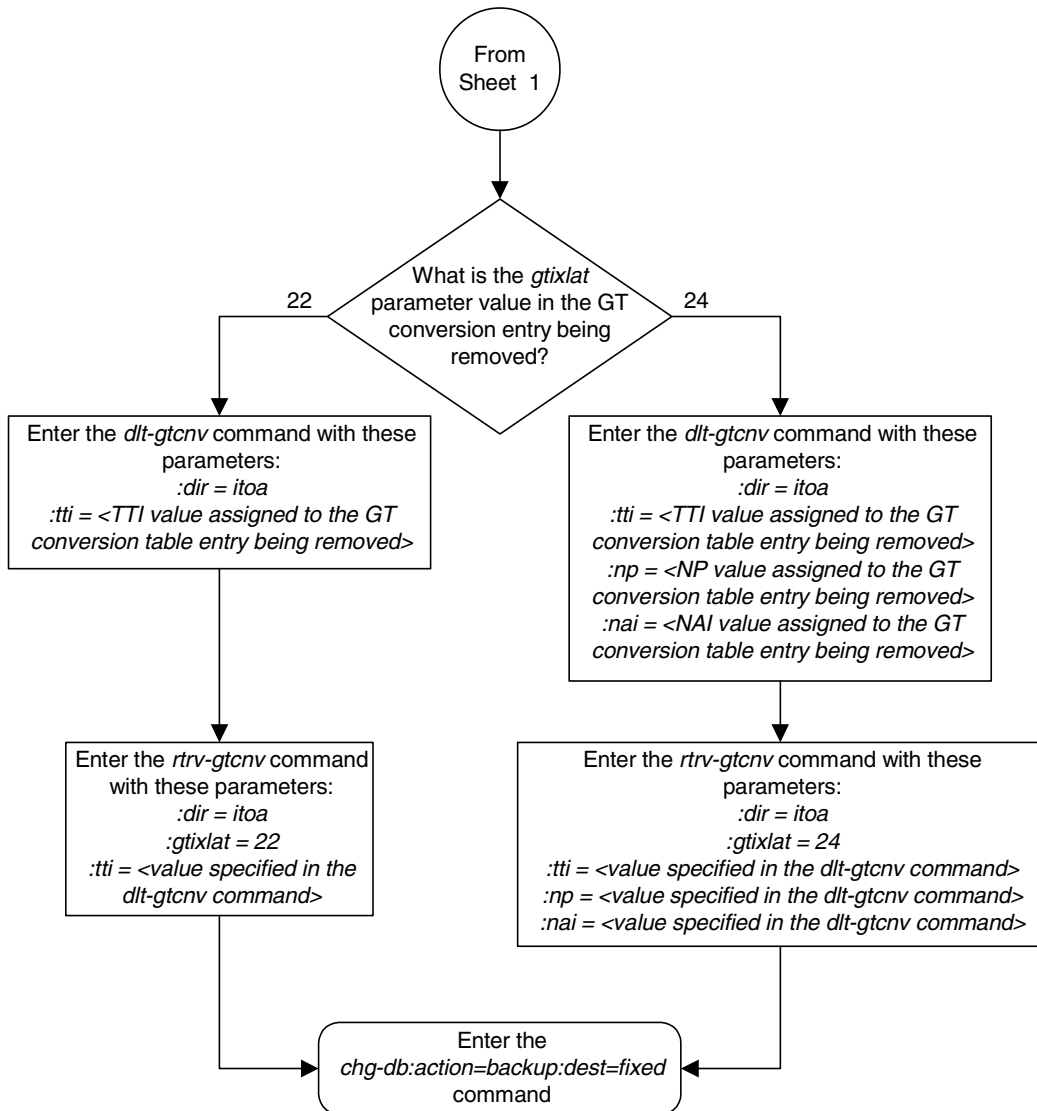 From
Sheet 1
What is the gtixlat
parameter value in the GT
conversion entry being
removed?
22
24
Enter the dlt-gtcnv command with these
parameters:
:dir = itoa
:tti = <TTI value assigned to the GT
conversion table entry being removed>
Enter the dlt-gtcnv command with these
parameters:
:dir = itoa
:tti = <TTI value assigned to the GT
conversion table entry being removed>
:np = <NP value assigned to the GT
conversion table entry being removed>
:nai = <NAI value assigned to the GT
conversion table entry being removed>
Enter the rtrv-gtcnv command
with these parameters:
:dir = itoa
:gtixlat = 22
:tti = <value specified in the
dlt-gtcnv command>
Enter the rtrv-gtcnv command with these
parameters:
:dir = itoa
:gtixlat = 24
:tti = <value specified in the dlt-gtcnv command>
:np = <value specified in the dlt-gtcnv command>
:nai = <value specified in the dlt-gtcnv command>
Enter the
chg-db:action=backup:dest=fixed
command